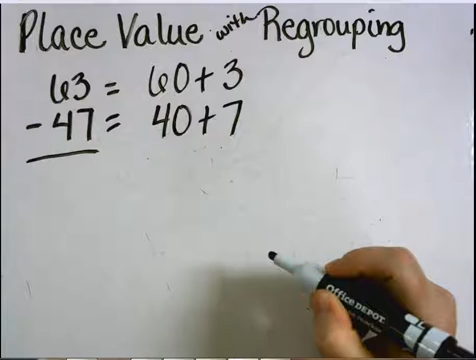 Place Value with Regrouping
63 = 60 + 3
- 47 = 40 + 7
Office DEPOT